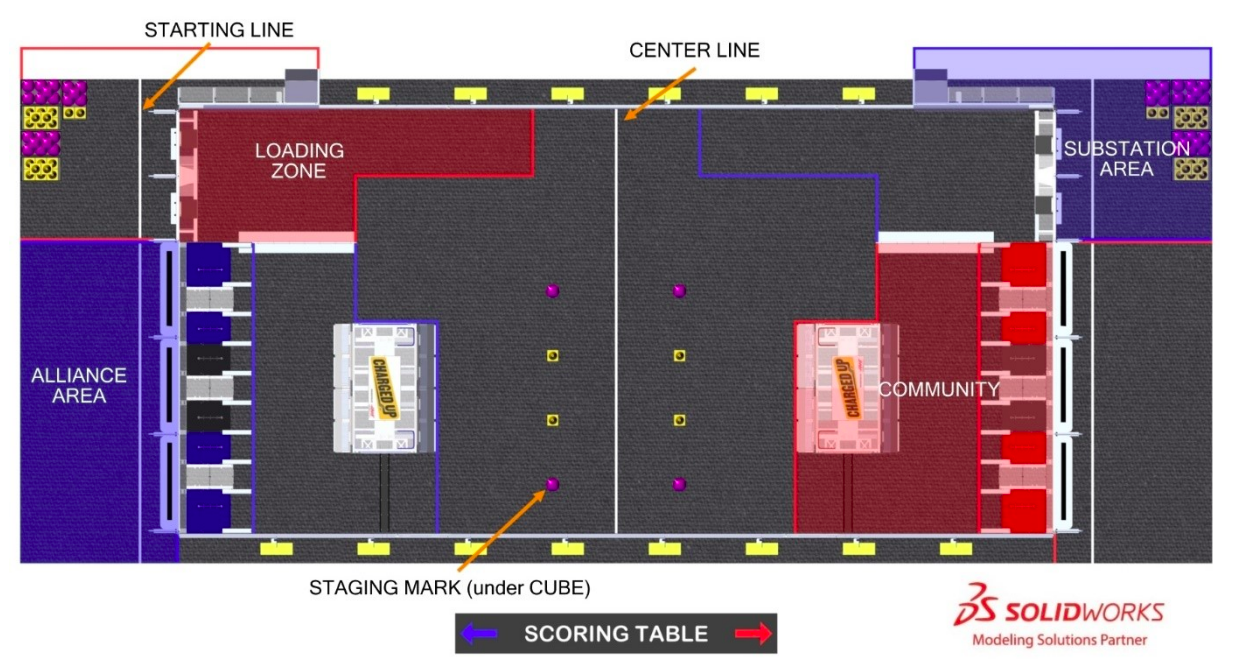 STARTING LINE
CENTER LINE
LOADING
ZONE
SUBSTATION
AREA
ALLIANCE
AREA
CHARGED UP
CHARGED UP
COMMUNITY
STAGING MARK (under CUBE)
SCORING TABLE
SOLIDWORKS
Modeling Solutions Partner